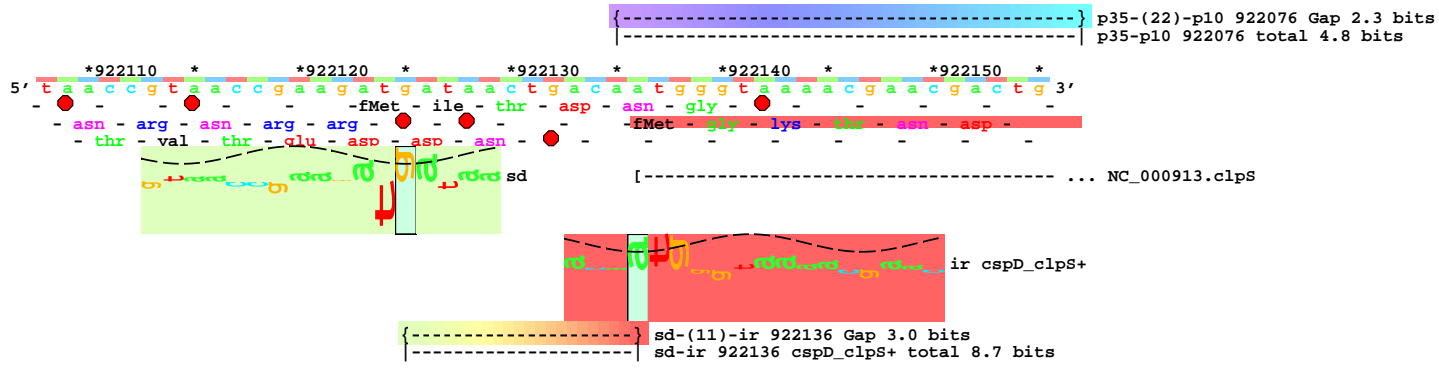 {--------------------------------------} p35-(22)-p10 922076 Gap 2.3 bits
|--------------------------------------| p35-p10 922076 total 4.8 bits
*922110 * *922120 * *922130 * *922140 * *922150 *
5' t a a c c g t a a c c g a a g a t g a t a a c t g a c a a t g g g t a a a a c g a a c g a c t g 3'
- - - - - - -fMet - ile - thr - asp - asn - gly - - - - - -
- asn - arg - asn - arg - arg - - - - - -fMet - gly - lys - thr - asn - asp -
- thr - val - thr - glu - asp - asp - asn - - - - - - - - -
sd
[--------------------------------- ... NC_000913.clpS
ir cspD_clpS+
{------------------} sd-(11)-ir 922136 Gap 3.0 bits
|------------------| sd-ir 922136 cspD_clpS+ total 8.7 bits